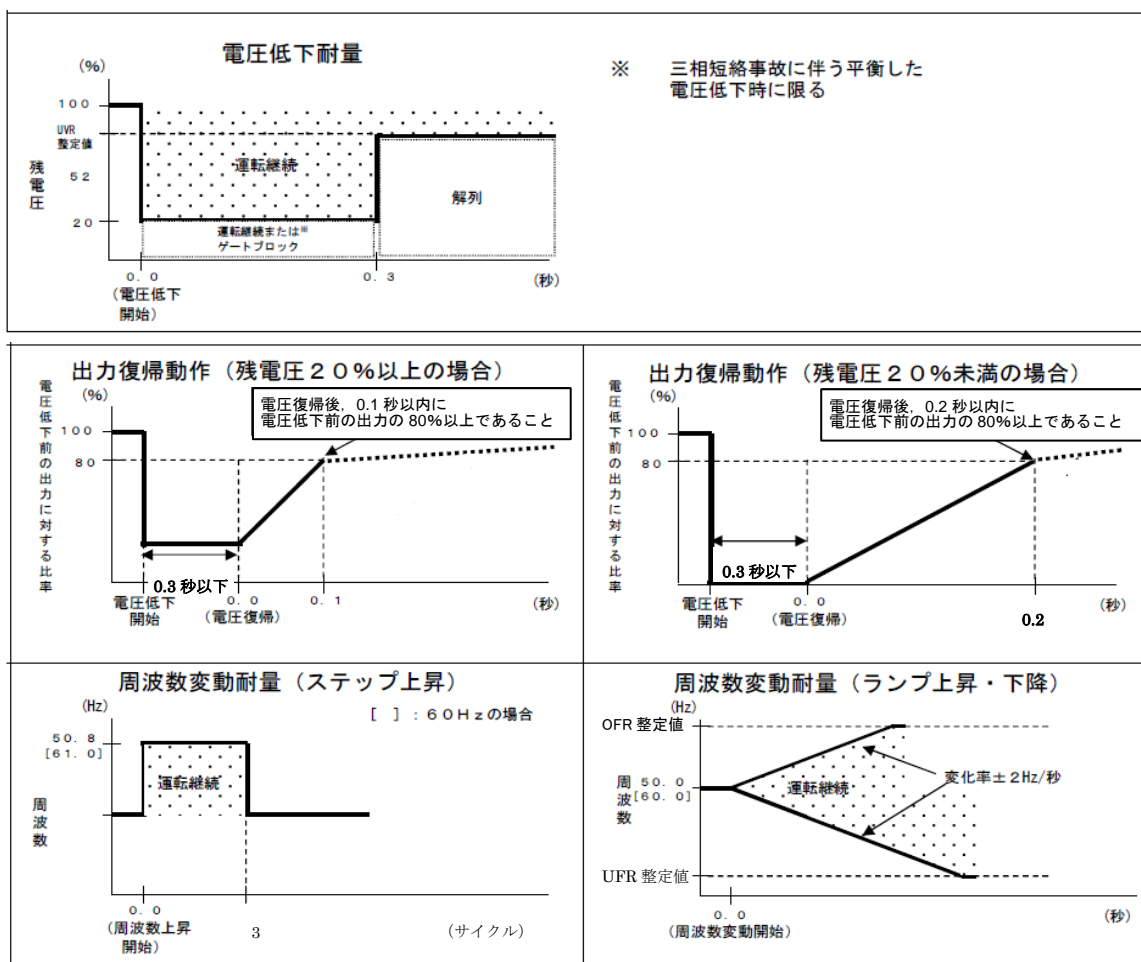 電圧低下耐量
(%)
100
UVR
整定値
52
20
残電圧
運転継続
解列
運転継続または※
ゲートブロック
0.0
(電圧低下
開始)
0.3
(秒)
※ 三相短絡事故に伴う平衡した
電圧低下時に限る
出力復帰動作(残電圧20%以上の場合)
(%)
電圧低下前の出力に対する比率
電圧復帰後,0.1 秒以内に
電圧低下前の出力の 80%以上であること
100
80
0.3 秒以下
電圧低下
開始
0.0
(電圧復帰)
0.1
(秒)
出力復帰動作(残電圧20%未満の場合)
(%)
電圧低下前の出力に対する比率
電圧復帰後,0.2 秒以内に
電圧低下前の出力の 80%以上であること
100
80
0.3 秒以下
電圧低下
開始
0.0
(電圧復帰)
0.2
(秒)
周波数変動耐量(ステップ上昇)
(Hz)
[ ]:60Hzの場合
50.8
[61.0]
運転継続
周波数
0.0
(周波数上昇
開始)
3
(サイクル)
周波数変動耐量(ランプ上昇・下降)
(Hz)
OFR 整定値
変化率±2Hz/秒
50.0
[60.0]
運転継続
周波数
UFR 整定値
0.0
(周波数変動開始)
(秒)